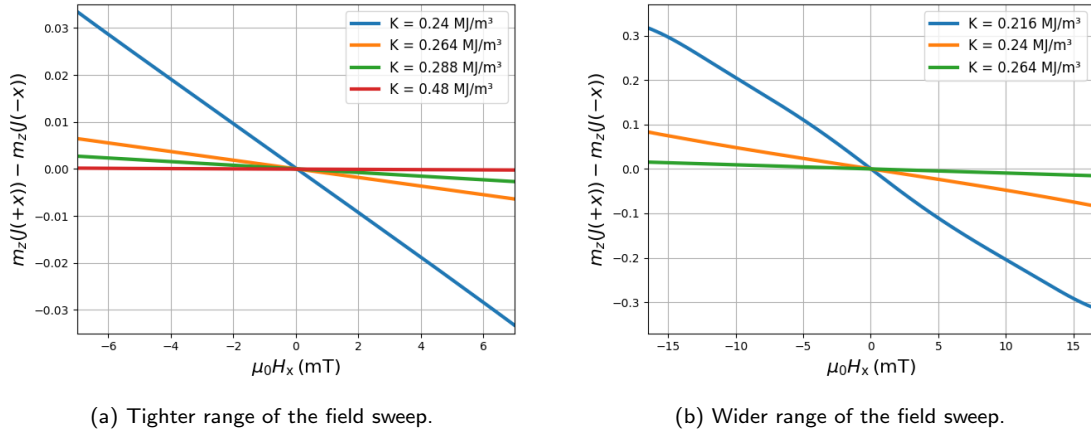 0.03
0.02
0.01
0.00
−0.01
−0.02
−0.03
m_z(J(+x)) − m_z(J(−x))
−6 −4 −2 0 2 4 6
μ₀Hₓ (mT)
K = 0.24 MJ/m³
K = 0.264 MJ/m³
K = 0.288 MJ/m³
K = 0.48 MJ/m³
(a) Tighter range of the field sweep.
0.3
0.2
0.1
0.0
−0.1
−0.2
−0.3
m_z(J(+x)) − m_z(J(−x))
−15 −10 −5 0 5 10 15
μ₀Hₓ (mT)
K = 0.216 MJ/m³
K = 0.24 MJ/m³
K = 0.264 MJ/m³
(b) Wider range of the field sweep.